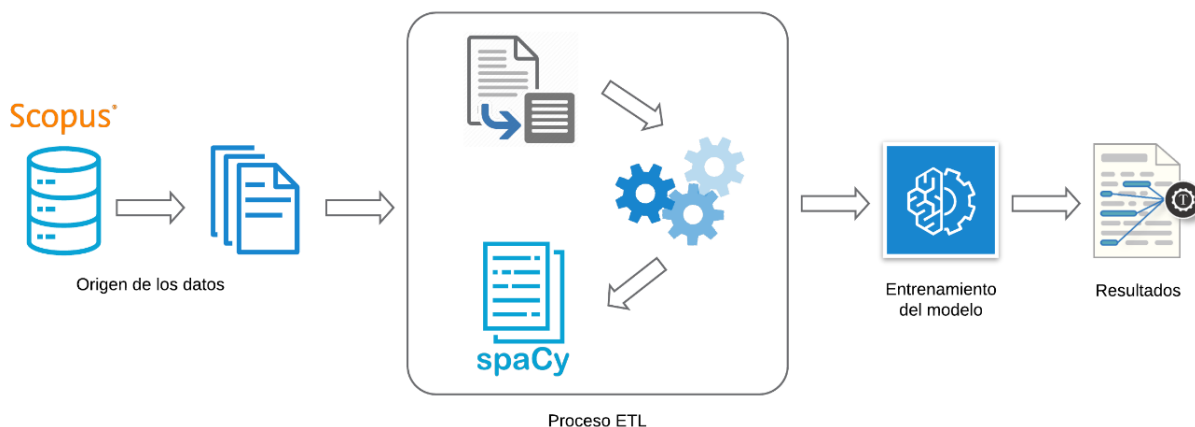 Scopus®
Origen de los datos
spaCy
Proceso ETL
Entrenamiento
del modelo
T
Resultados